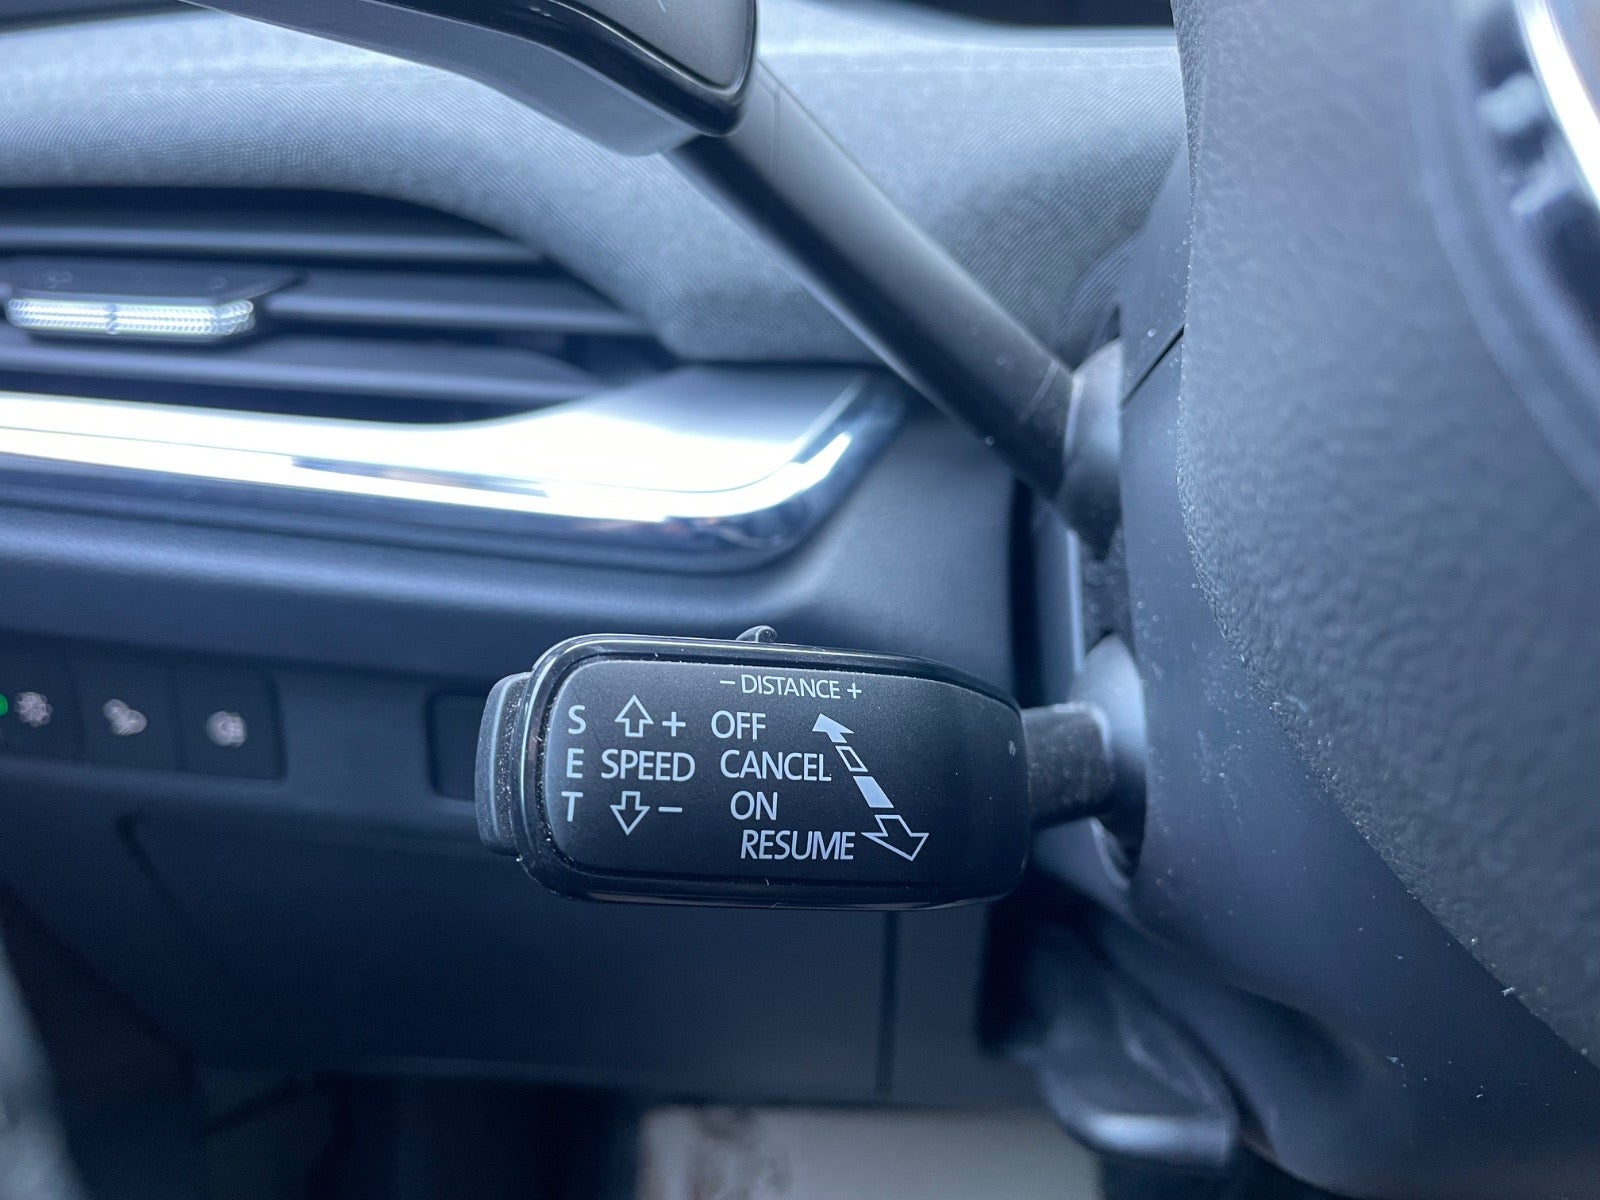 − DISTANCE +
S + OFF
E SPEED CANCEL
T − ON
RESUME